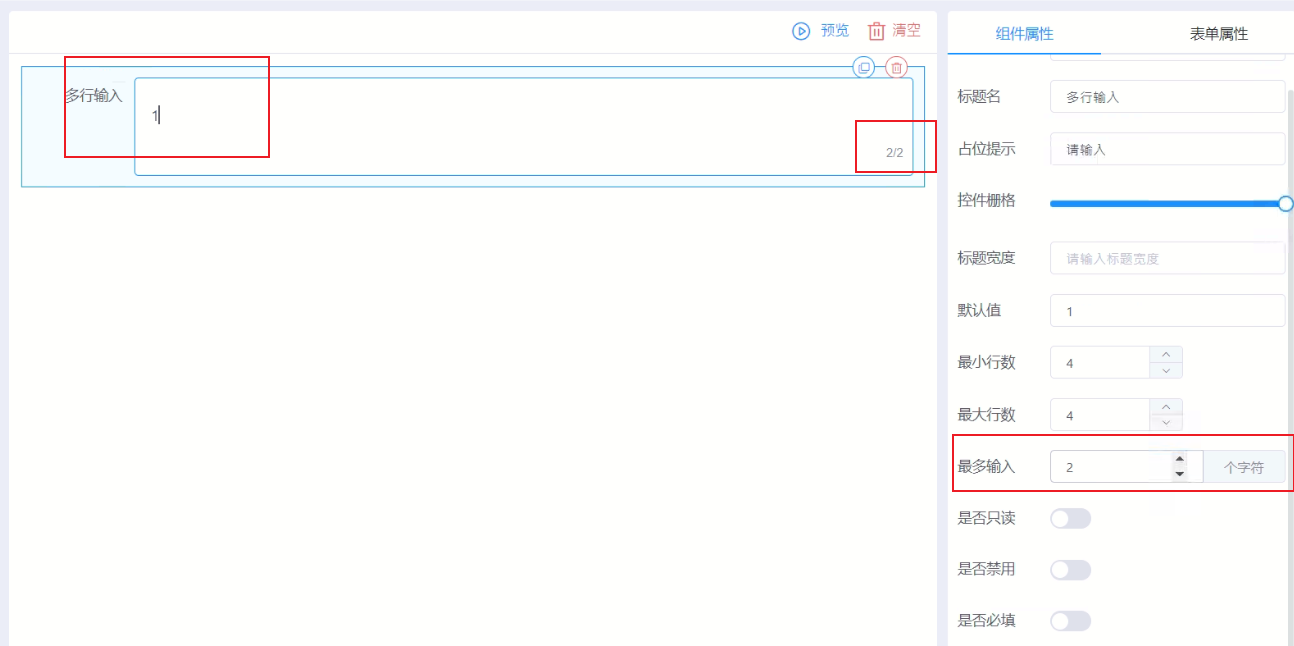 预览 清空
多行输入
1
2/2
组件属性 表单属性
标题名 多行输入
占位提示 请输入
控件栅格
标题宽度 请输入标题宽度
默认值 1
最小行数 4
最大行数 4
最多输入 2 个字符
是否只读
是否禁用
是否必填